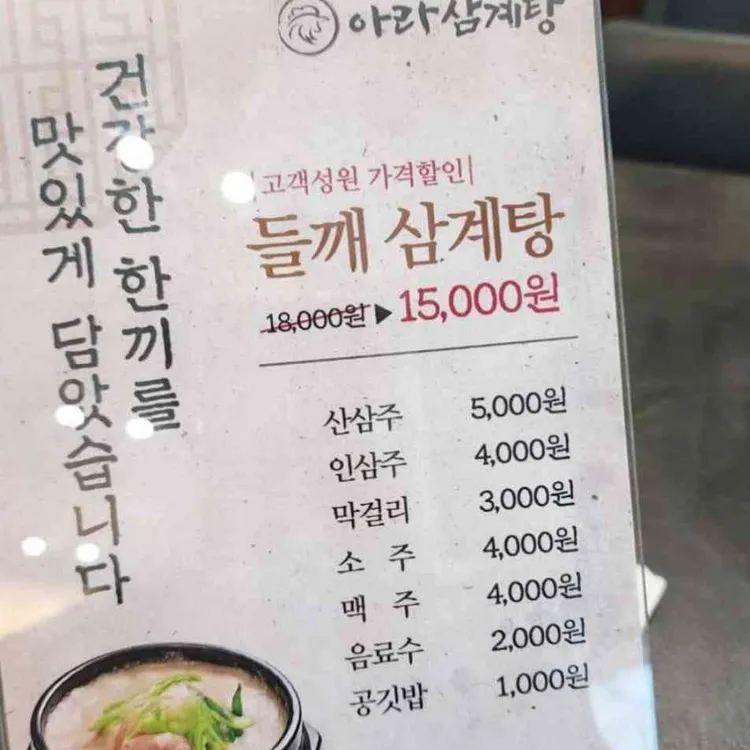 아라삼계탕
건강한 한끼를
맛있게 담았습니다
고객성원 가격할인
들깨 삼계탕
18,000원▶15,000원
산삼주 5,000원
인삼주 4,000원
막걸리 3,000원
소 주 4,000원
맥 주 4,000원
음료수 2,000원
공깃밥 1,000원